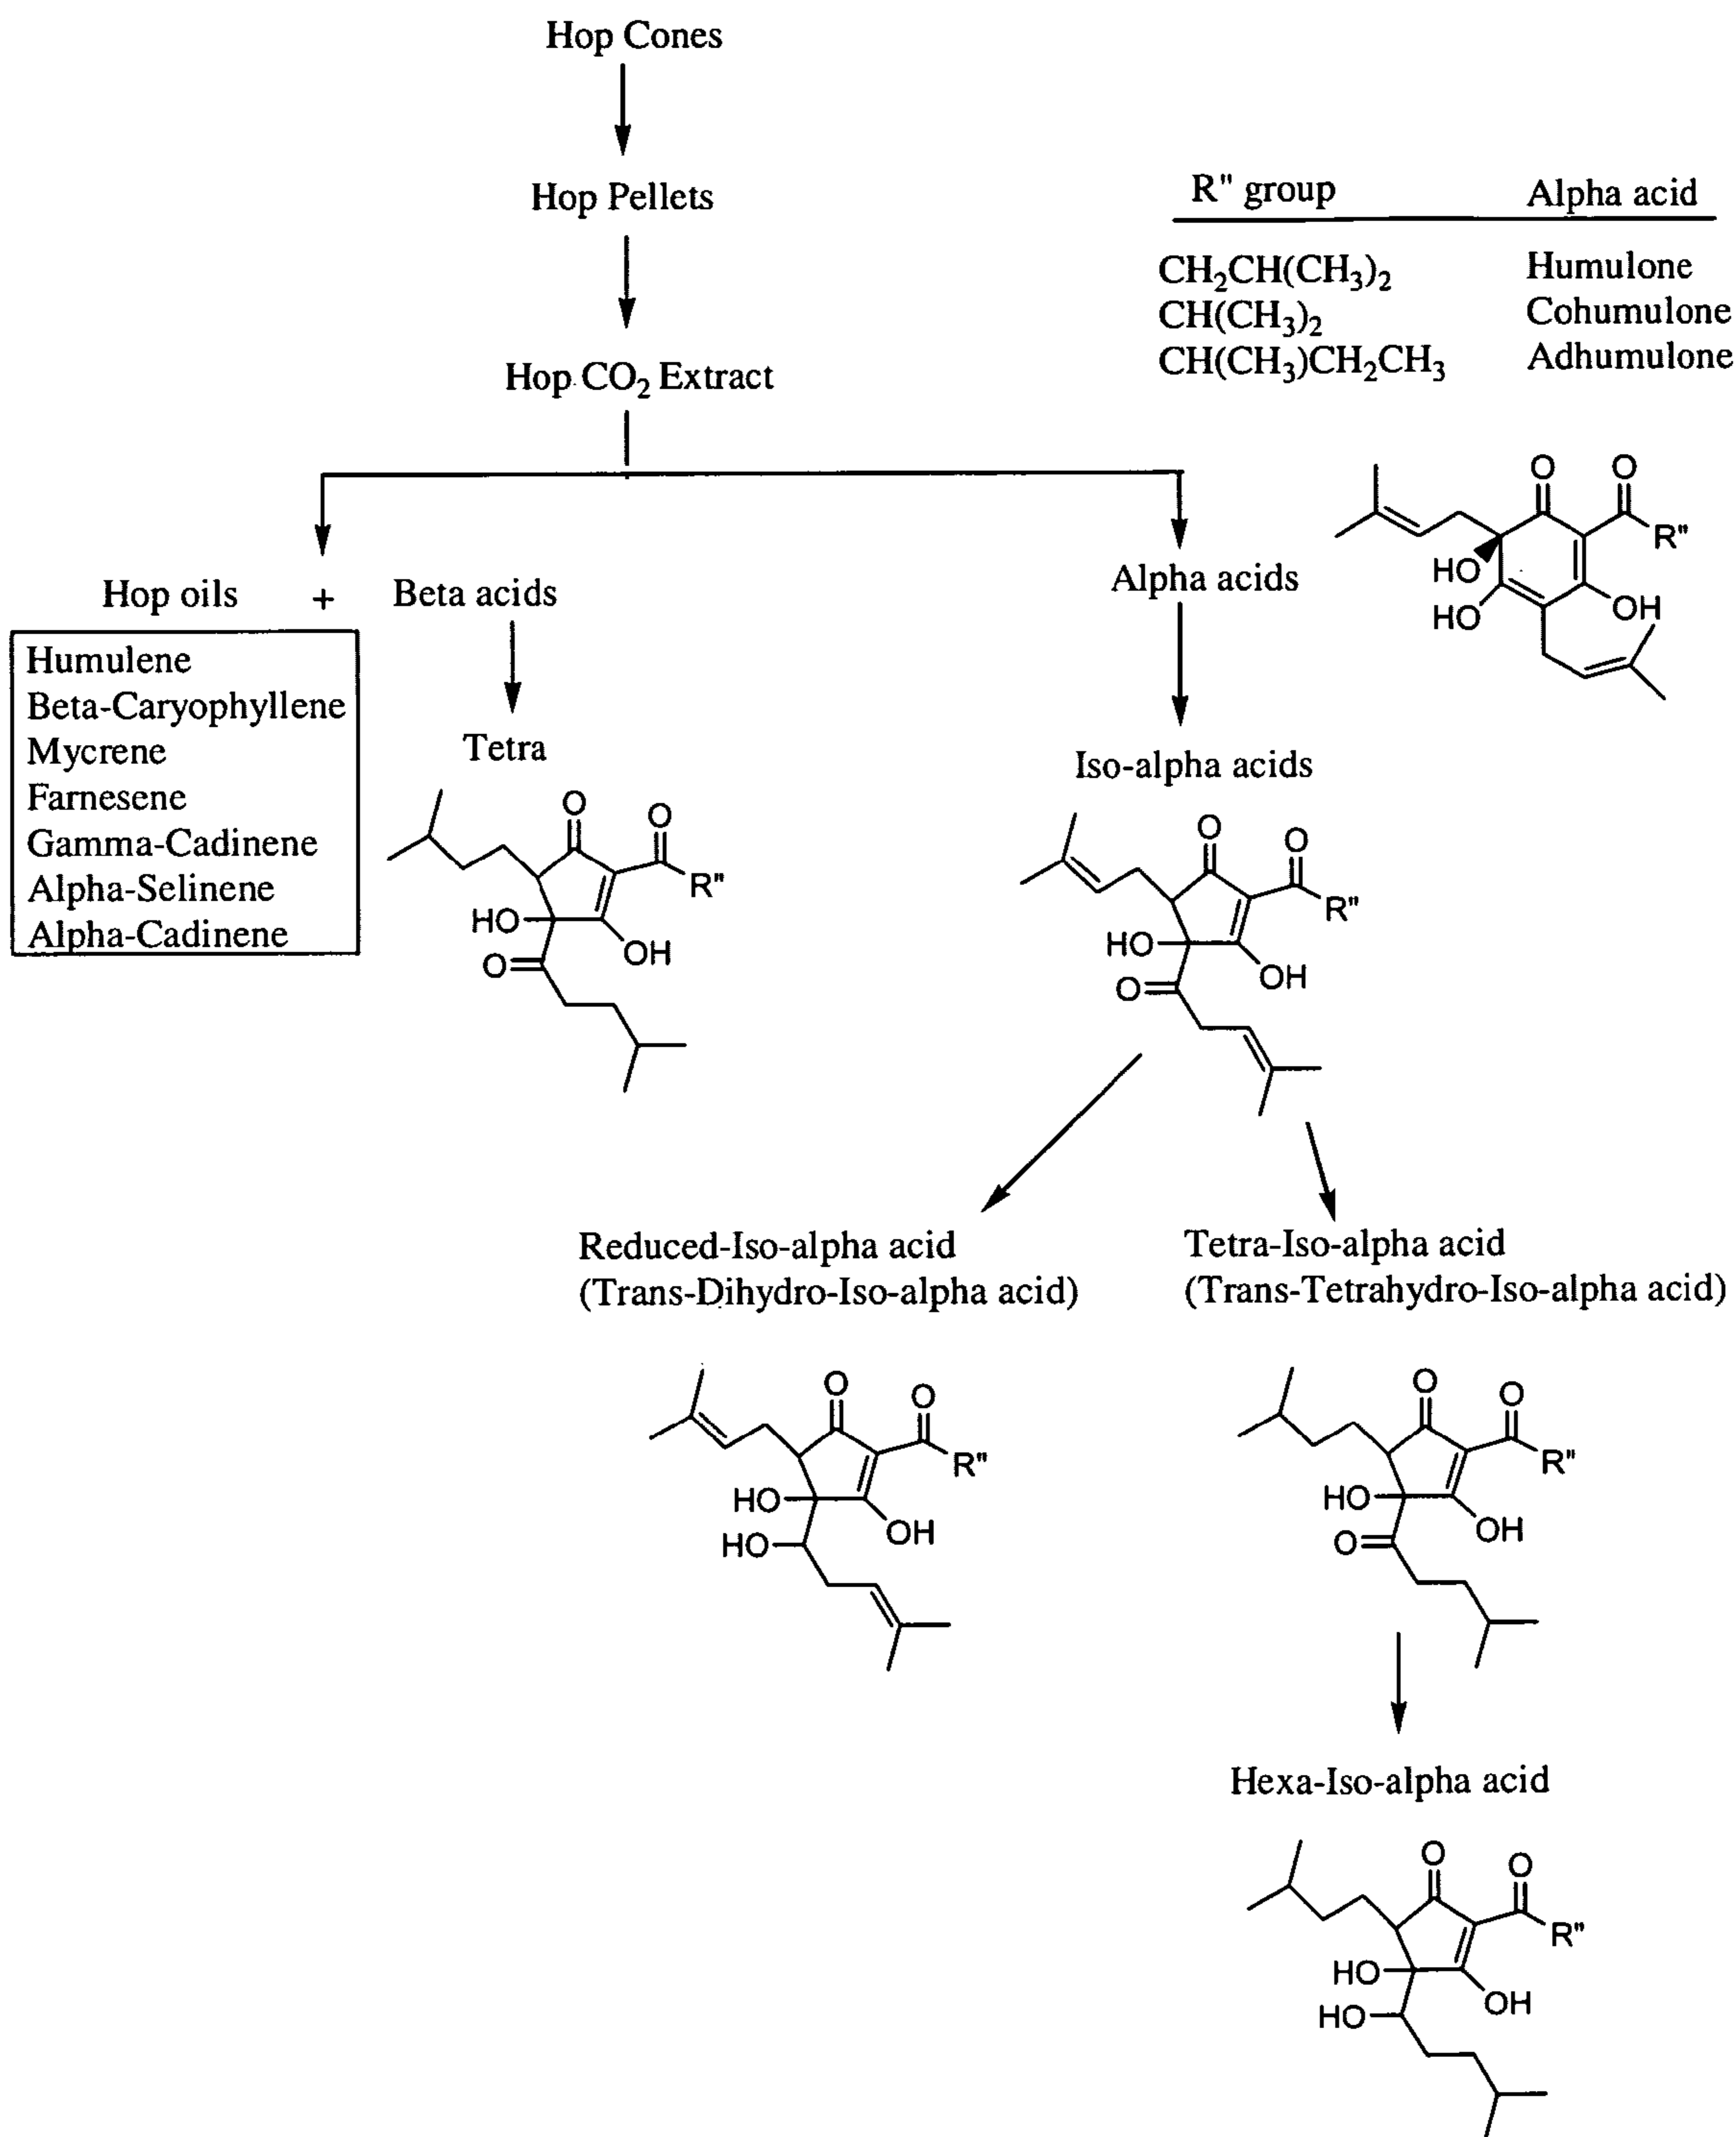 Hop Cones
Hop Pellets
R" group Alpha acid
CH₂CH(CH₃)₂ Humulone
CH(CH₃)₂ Cohumulone
CH(CH₃)CH₂CH₃ Adhumulone
Hop CO₂ Extract
O O
R"
HO
HO OH
Hop oils + Beta acids
Alpha acids
Humulene
Beta-Caryophyllene
Mycrene
Farnesene
Gamma-Cadinene
Alpha-Selinene
Alpha-Cadinene
Tetra
O O
R"
HO
OH
O
Iso-alpha acids
O O
R"
HO
OH
O
Reduced-Iso-alpha acid
(Trans-Dihydro-Iso-alpha acid)
Tetra-Iso-alpha acid
(Trans-Tetrahydro-Iso-alpha acid)
O O
R"
HO
OH
HO
O O
R"
HO
OH
O
Hexa-Iso-alpha acid
O O
R"
HO
OH
HO